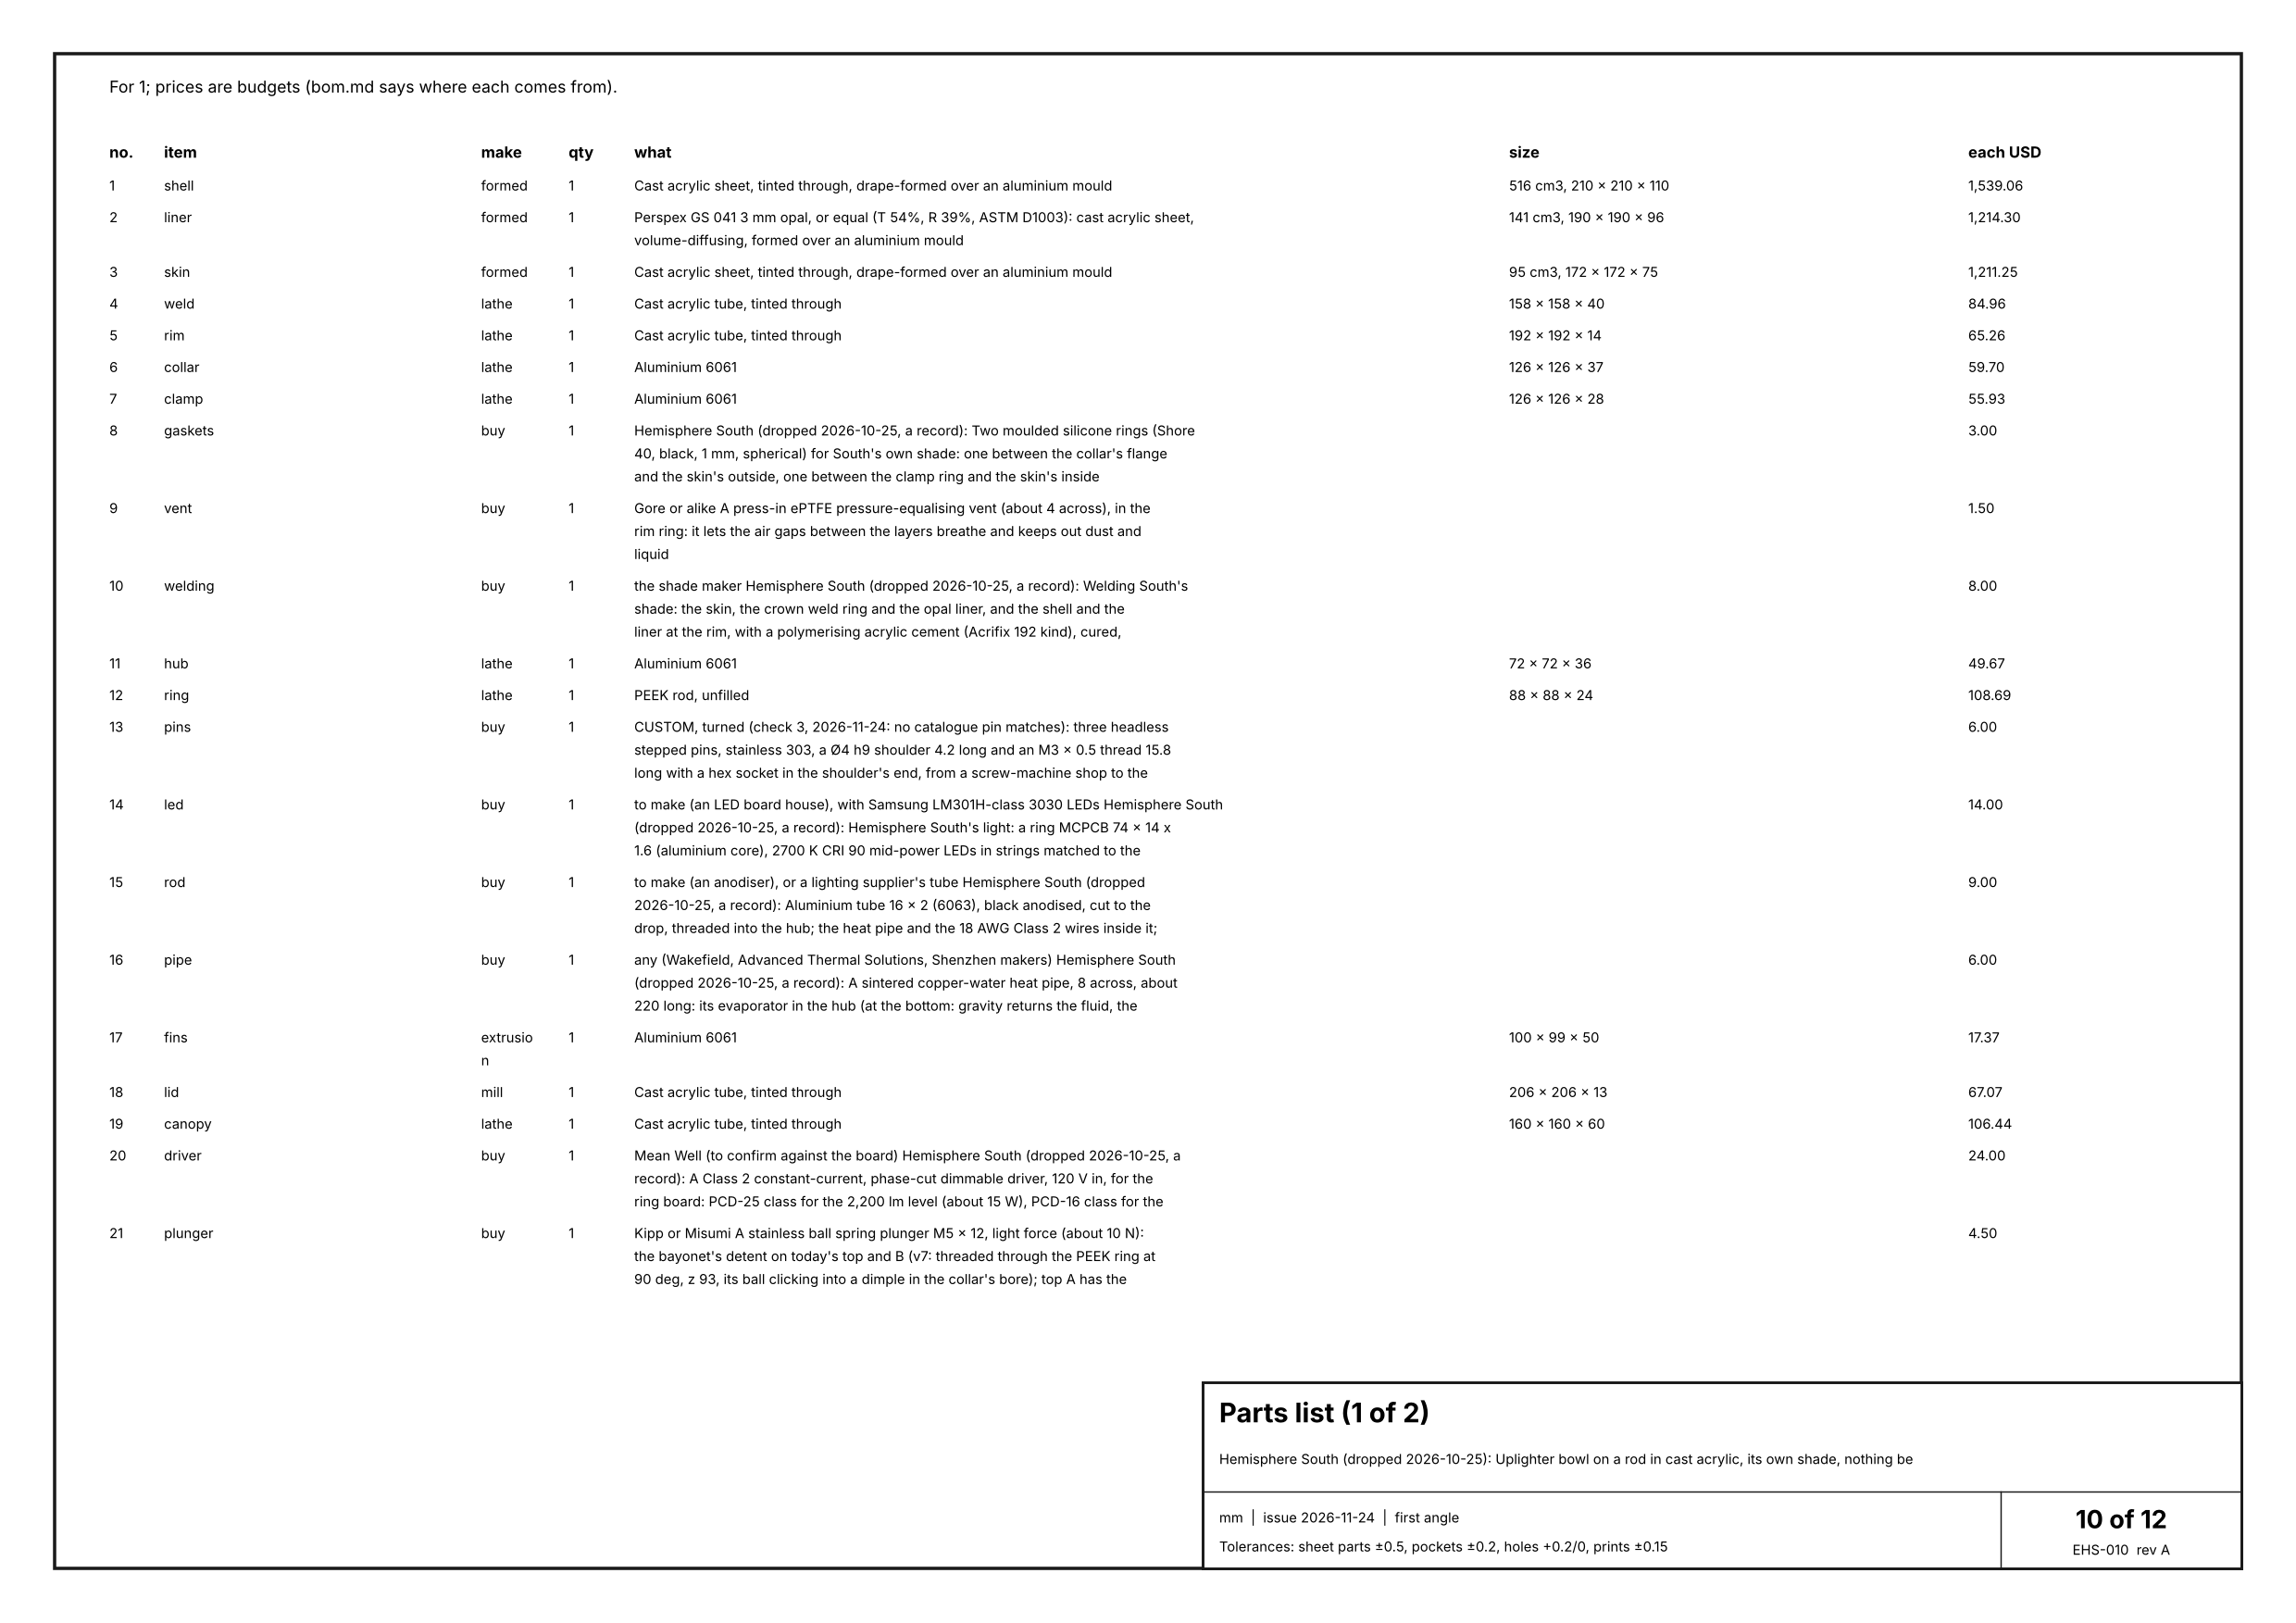 For 1; prices are budgets (bom.md says where each comes from).
no. item make qty what size each USD
1 shell formed 1 Cast acrylic sheet, tinted through, drape-formed over an aluminium mould 516 cm3, 210 × 210 × 110 1,539.06
2 liner formed 1 Perspex GS 041 3 mm opal, or equal (T 54%, R 39%, ASTM D1003): cast acrylic sheet, 141 cm3, 190 × 190 × 96 1,214.30
volume-diffusing, formed over an aluminium mould
3 skin formed 1 Cast acrylic sheet, tinted through, drape-formed over an aluminium mould 95 cm3, 172 × 172 × 75 1,211.25
4 weld lathe 1 Cast acrylic tube, tinted through 158 × 158 × 40 84.96
5 rim lathe 1 Cast acrylic tube, tinted through 192 × 192 × 14 65.26
6 collar lathe 1 Aluminium 6061 126 × 126 × 37 59.70
7 clamp lathe 1 Aluminium 6061 126 × 126 × 28 55.93
8 gaskets buy 1 Hemisphere South (dropped 2026-10-25, a record): Two moulded silicone rings (Shore 3.00
40, black, 1 mm, spherical) for South's own shade: one between the collar's flange
and the skin's outside, one between the clamp ring and the skin's inside
9 vent buy 1 Gore or alike A press-in ePTFE pressure-equalising vent (about 4 across), in the 1.50
rim ring: it lets the air gaps between the layers breathe and keeps out dust and
liquid
10 welding buy 1 the shade maker Hemisphere South (dropped 2026-10-25, a record): Welding South's 8.00
shade: the skin, the crown weld ring and the opal liner, and the shell and the
liner at the rim, with a polymerising acrylic cement (Acrifix 192 kind), cured,
11 hub lathe 1 Aluminium 6061 72 × 72 × 36 49.67
12 ring lathe 1 PEEK rod, unfilled 88 × 88 × 24 108.69
13 pins buy 1 CUSTOM, turned (check 3, 2026-11-24: no catalogue pin matches): three headless 6.00
stepped pins, stainless 303, a Ø4 h9 shoulder 4.2 long and an M3 × 0.5 thread 15.8
long with a hex socket in the shoulder's end, from a screw-machine shop to the
14 led buy 1 to make (an LED board house), with Samsung LM301H-class 3030 LEDs Hemisphere South 14.00
(dropped 2026-10-25, a record): Hemisphere South's light: a ring MCPCB 74 × 14 x
1.6 (aluminium core), 2700 K CRI 90 mid-power LEDs in strings matched to the
15 rod buy 1 to make (an anodiser), or a lighting supplier's tube Hemisphere South (dropped 9.00
2026-10-25, a record): Aluminium tube 16 × 2 (6063), black anodised, cut to the
drop, threaded into the hub; the heat pipe and the 18 AWG Class 2 wires inside it;
16 pipe buy 1 any (Wakefield, Advanced Thermal Solutions, Shenzhen makers) Hemisphere South 6.00
(dropped 2026-10-25, a record): A sintered copper-water heat pipe, 8 across, about
220 long: its evaporator in the hub (at the bottom: gravity returns the fluid, the
17 fins extrusio 1 Aluminium 6061 100 × 99 × 50 17.37
n
18 lid mill 1 Cast acrylic tube, tinted through 206 × 206 × 13 67.07
19 canopy lathe 1 Cast acrylic tube, tinted through 160 × 160 × 60 106.44
20 driver buy 1 Mean Well (to confirm against the board) Hemisphere South (dropped 2026-10-25, a 24.00
record): A Class 2 constant-current, phase-cut dimmable driver, 120 V in, for the
ring board: PCD-25 class for the 2,200 lm level (about 15 W), PCD-16 class for the
21 plunger buy 1 Kipp or Misumi A stainless ball spring plunger M5 × 12, light force (about 10 N): 4.50
the bayonet's detent on today's top and B (v7: threaded through the PEEK ring at
90 deg, z 93, its ball clicking into a dimple in the collar's bore); top A has the
Parts list (1 of 2)
Hemisphere South (dropped 2026-10-25): Uplighter bowl on a rod in cast acrylic, its own shade, nothing be
mm | issue 2026-11-24 | first angle
Tolerances: sheet parts ±0.5, pockets ±0.2, holes +0.2/0, prints ±0.15
10 of 12
EHS-010 rev A